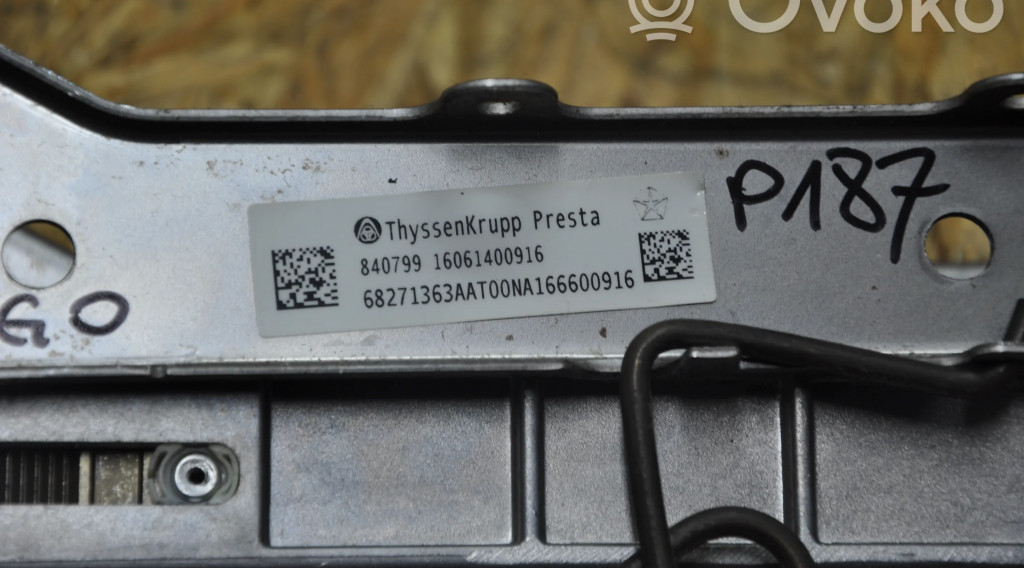 Ovoko
P187
ThyssenKrupp Presta
840799 16061400916
68271363AAT00NA166600916
GO